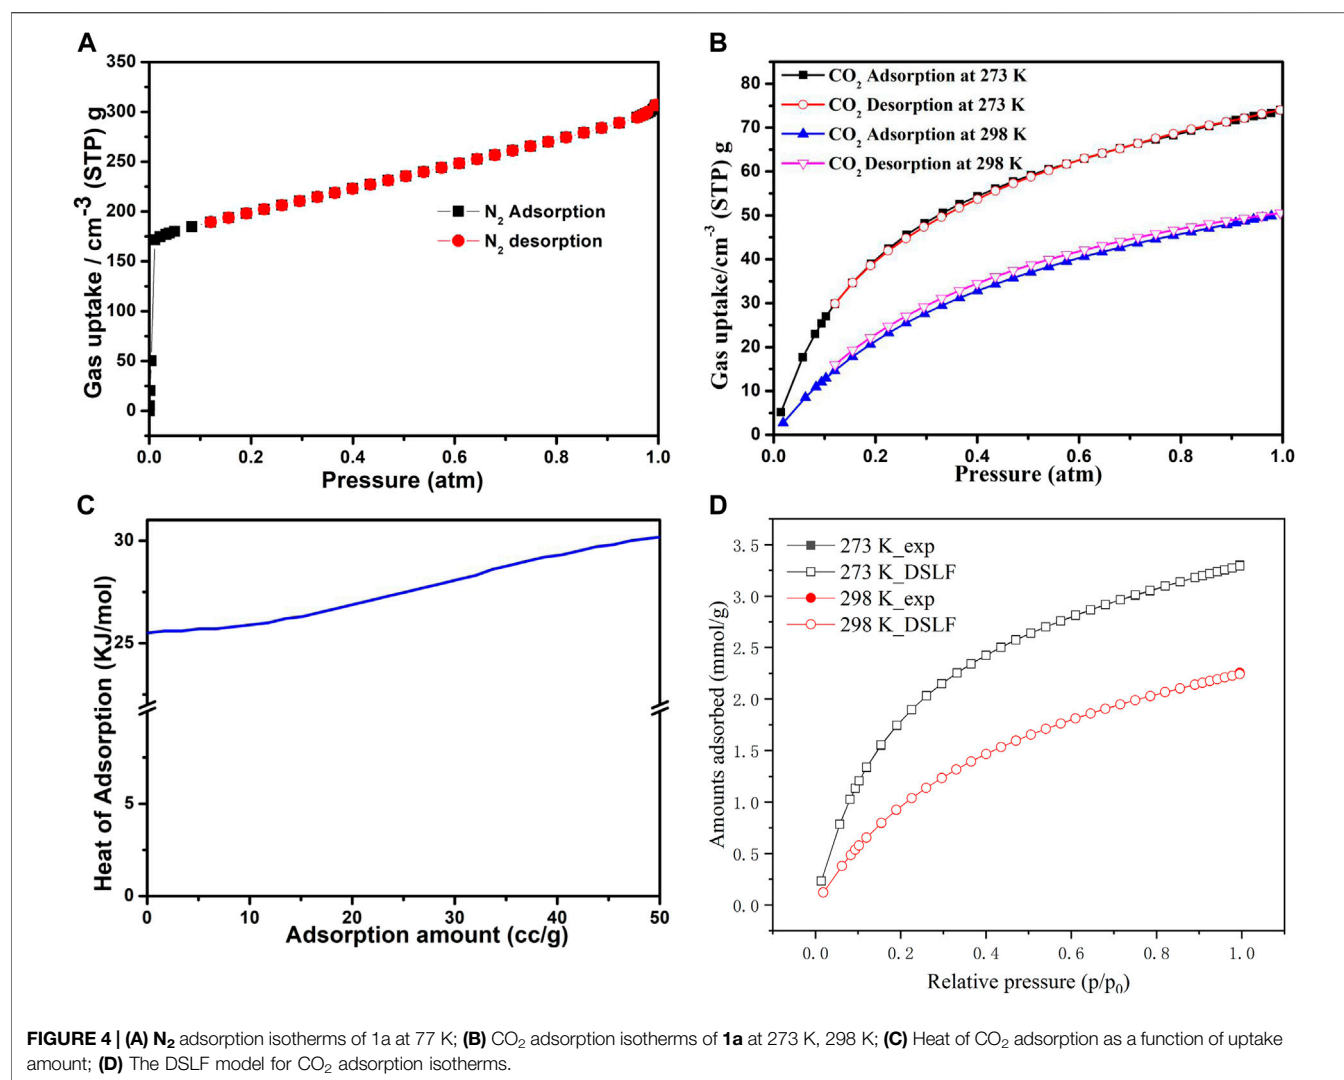 A
350
300
250
200
150
100
50
0
Gas uptake / cm⁻³ (STP) g
N₂ Adsorption
N₂ desorption
0.0 0.2 0.4 0.6 0.8 1.0
Pressure (atm)
B
80
70
60
50
40
30
20
10
0
Gas uptake/cm⁻³ (STP) g
CO₂ Adsorption at 273 K
CO₂ Desorption at 273 K
CO₂ Adsorption at 298 K
CO₂ Desorption at 298 K
0.0 0.2 0.4 0.6 0.8 1.0
Pressure (atm)
C
30
25
5
0
Heat of Adsorption (KJ/mol)
0 10 20 30 40 50
Adsorption amount (cc/g)
D
3.5
3.0
2.5
2.0
1.5
1.0
0.5
0.0
Amounts adsorbed (mmol/g)
273 K_exp
273 K_DSLF
298 K_exp
298 K_DSLF
0.0 0.2 0.4 0.6 0.8 1.0
Relative pressure (p/p₀)
FIGURE 4 | (A) N₂ adsorption isotherms of 1a at 77 K; (B) CO₂ adsorption isotherms of 1a at 273 K, 298 K; (C) Heat of CO₂ adsorption as a function of uptake
amount; (D) The DSLF model for CO₂ adsorption isotherms.